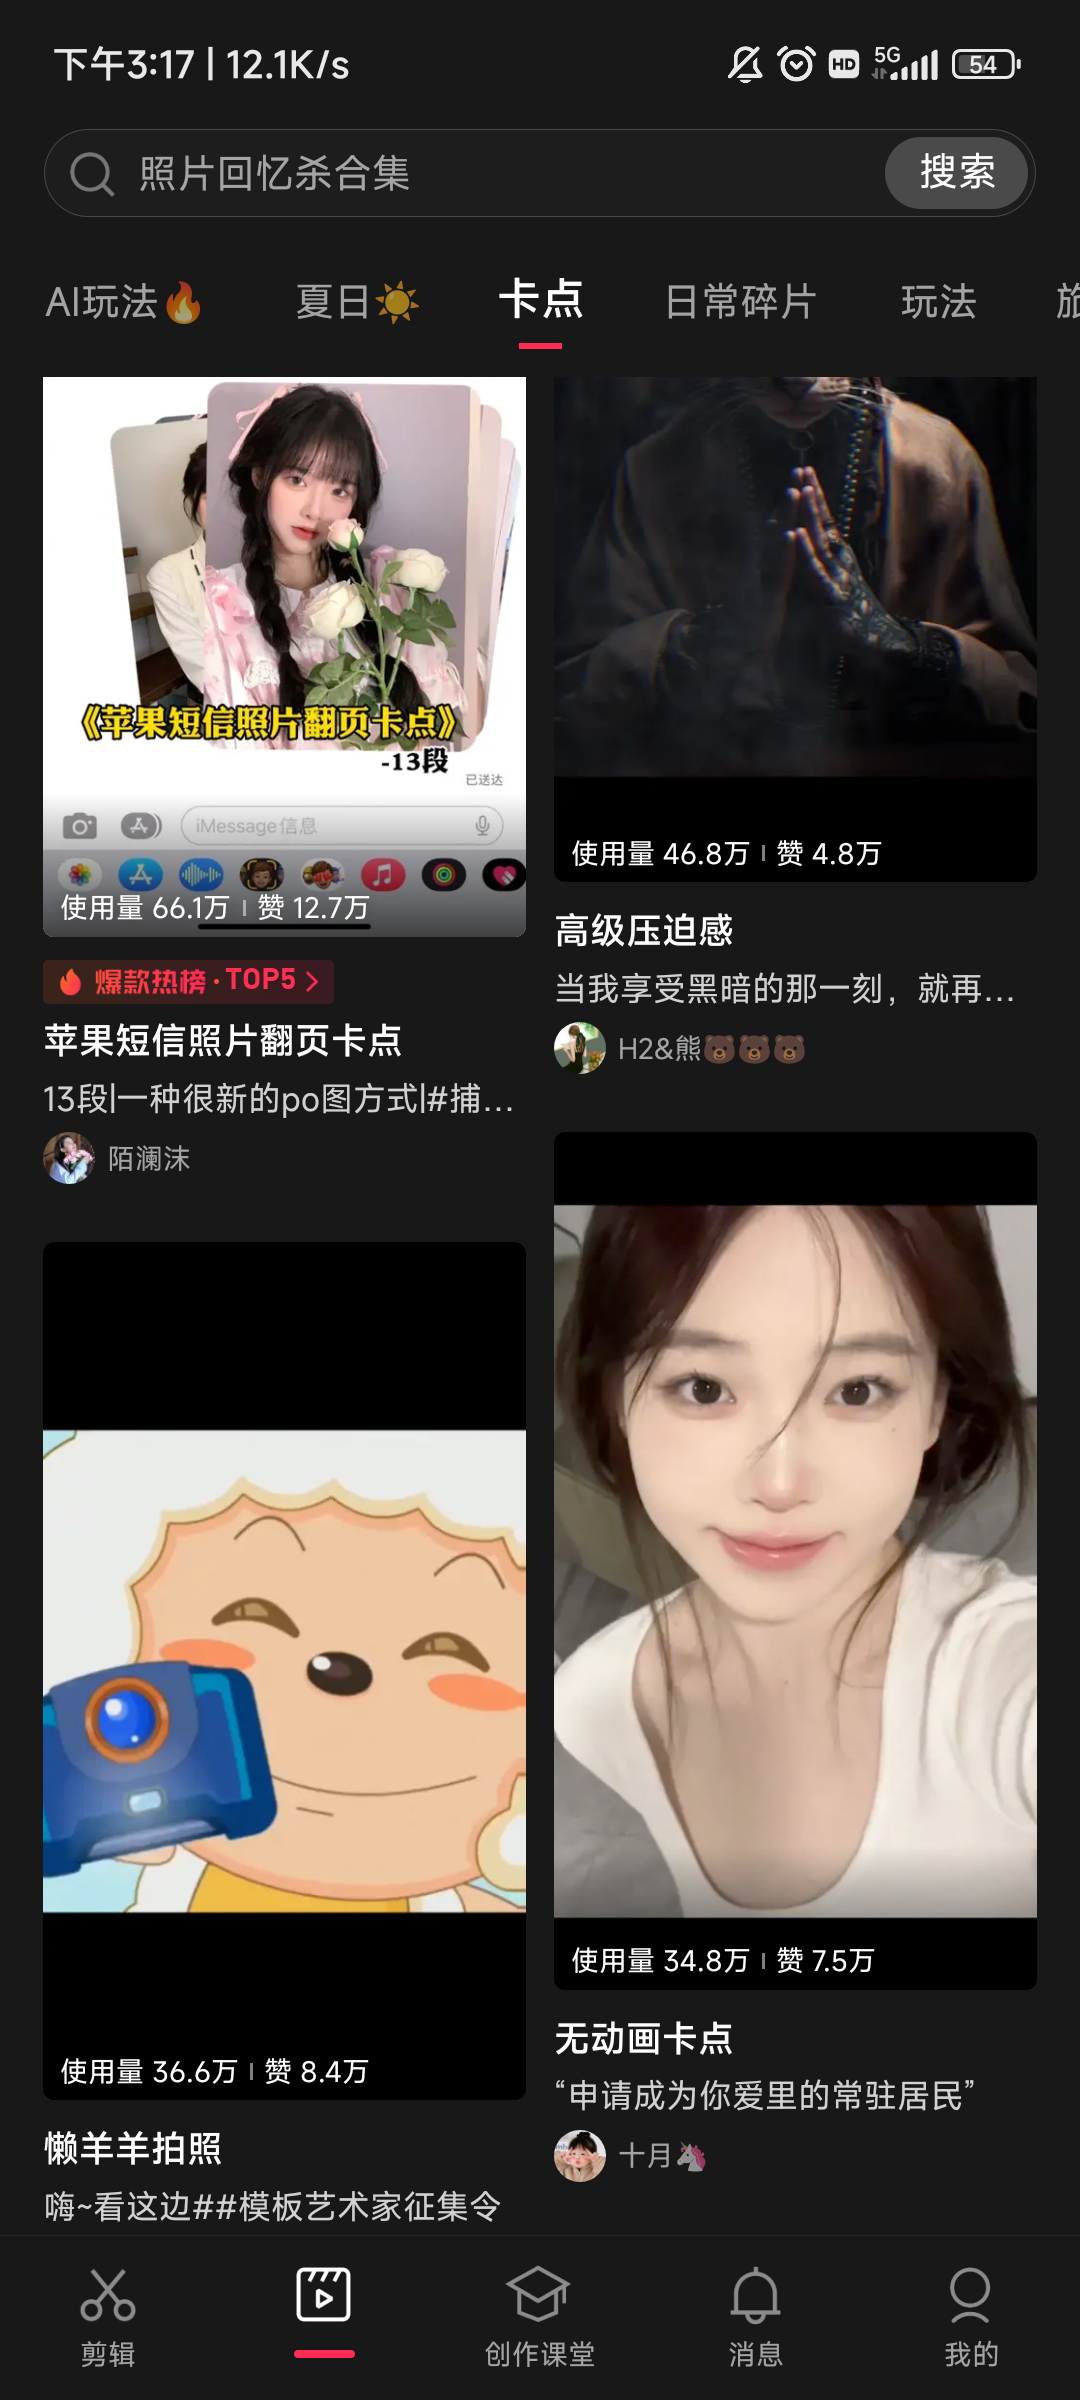 下午3:17 | 12.1K/s
HD 5G 54
照片回忆杀合集 搜索
AI玩法🔥 夏日☀️ 卡点 日常碎片 玩法 旅
《苹果短信照片翻页卡点》
-13段
已送达
iMessage信息
使用量 66.1万 | 赞 12.7万
爆款热榜·TOP5 >
苹果短信照片翻页卡点
13段|一种很新的po图方式|#捕...
陌澜沫
使用量 46.8万 | 赞 4.8万
高级压迫感
当我享受黑暗的那一刻，就再...
H2&熊🐻🐻🐻
使用量 36.6万 | 赞 8.4万
懒羊羊拍照
嗨~看这边##模板艺术家征集令
使用量 34.8万 | 赞 7.5万
无动画卡点
“申请成为你爱里的常驻居民”
十月🦄
剪辑 创作课堂 消息 我的